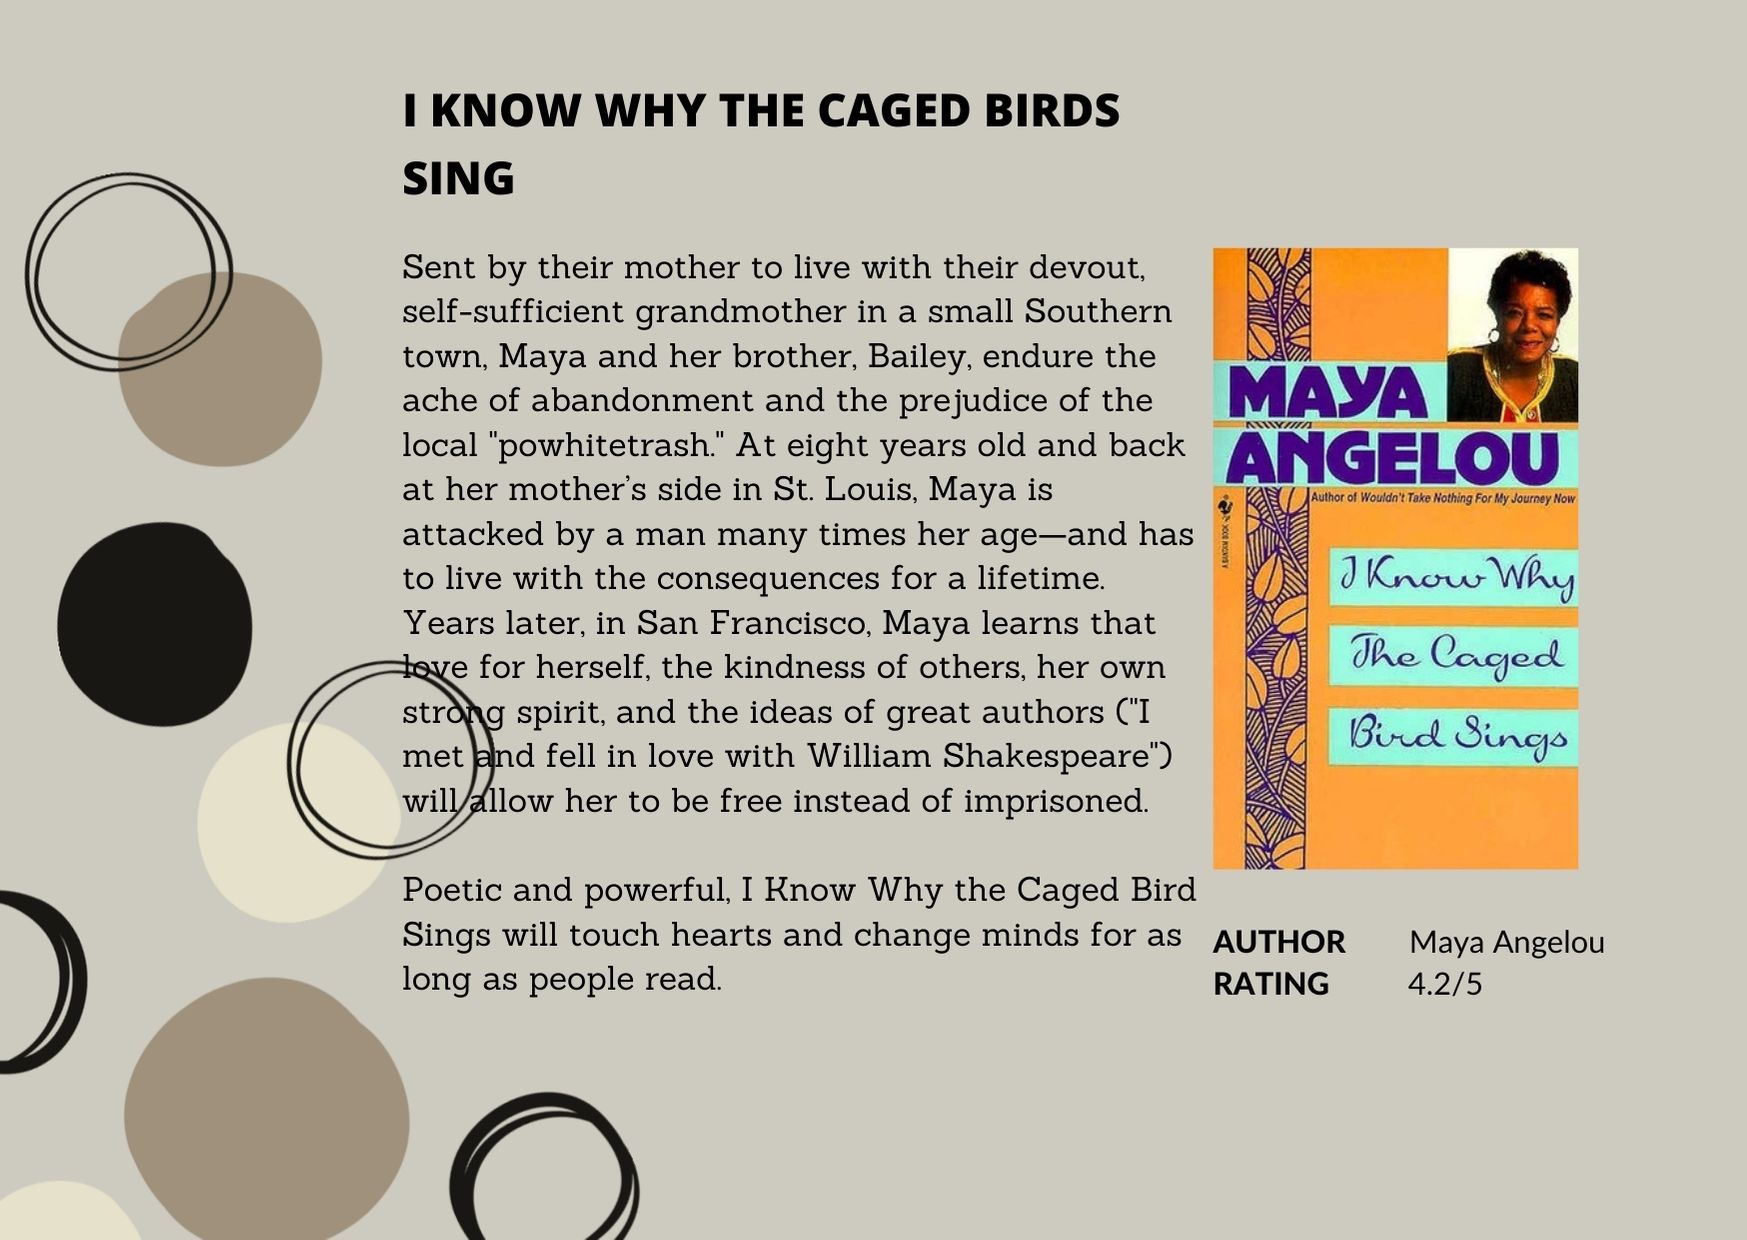 I KNOW WHY THE CAGED BIRDS
SING
Sent by their mother to live with their devout,
self-sufficient grandmother in a small Southern
town, Maya and her brother, Bailey, endure the
ache of abandonment and the prejudice of the
local "powhitetrash." At eight years old and back
at her mother’s side in St. Louis, Maya is
attacked by a man many times her age—and has
to live with the consequences for a lifetime.
Years later, in San Francisco, Maya learns that
love for herself, the kindness of others, her own
strong spirit, and the ideas of great authors ("I
met and fell in love with William Shakespeare")
will allow her to be free instead of imprisoned.
Poetic and powerful, I Know Why the Caged Bird
Sings will touch hearts and change minds for as
long as people read.
MAYA
ANGELOU
Author of Wouldn't Take Nothing For My Journey Now
A BANTAM BOOK
I Know Why
The Caged
Bird Sings
AUTHOR Maya Angelou
RATING 4.2/5